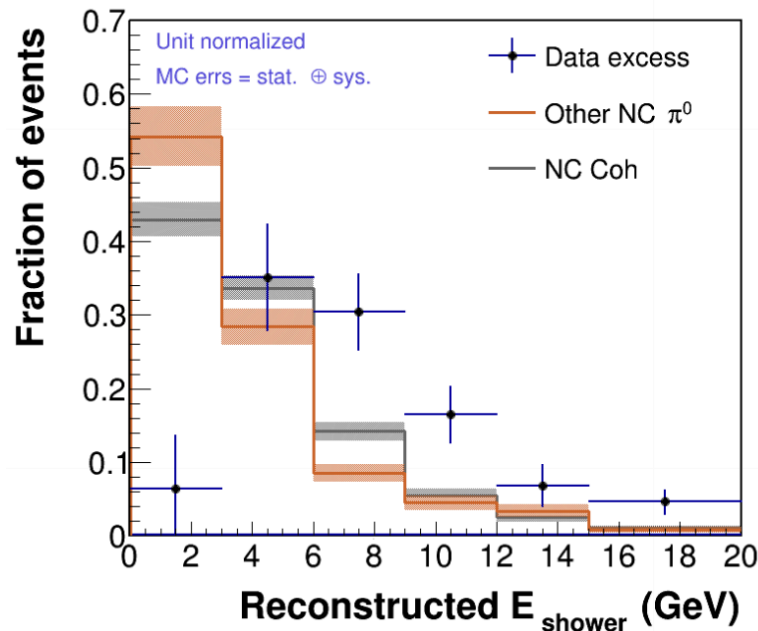 Fraction of events
0.7
0.6
0.5
0.4
0.3
0.2
0.1
0
Unit normalized
MC errs = stat. ⊕ sys.
Data excess
Other NC π⁰
NC Coh
0 2 4 6 8 10 12 14 16 18 20
Reconstructed E shower (GeV)